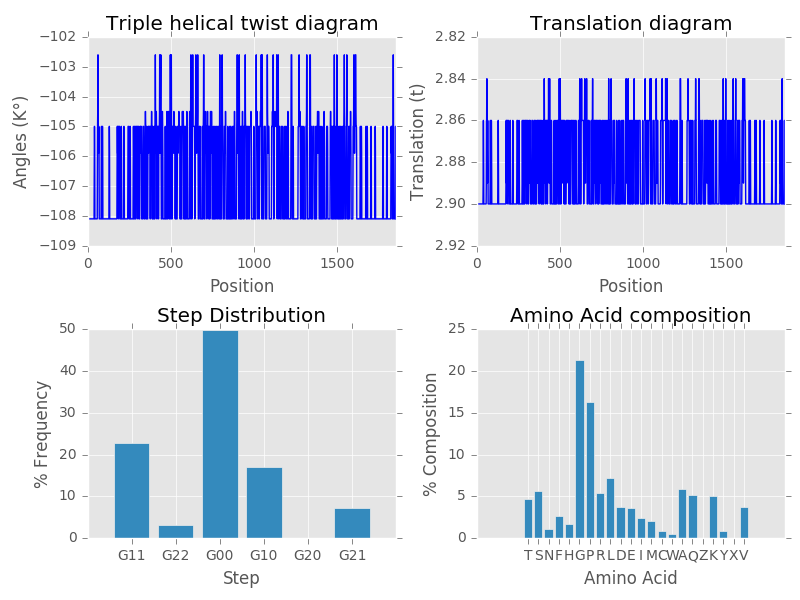 Triple helical twist diagram
−102
−103
−104
−105
−106
−107
−108
−109
Angles (K°)
0 500 1000 1500
Position
Translation diagram
2.82
2.84
2.86
2.88
2.90
2.92
Translation (t)
0 500 1000 1500
Position
Step Distribution
50
40
30
20
10
0
% Frequency
G11 G22 G00 G10 G20 G21
Step
Amino Acid composition
25
20
15
10
5
0
% Composition
T S N F H G P R L D E I M C W A Q Z K Y X V
Amino Acid